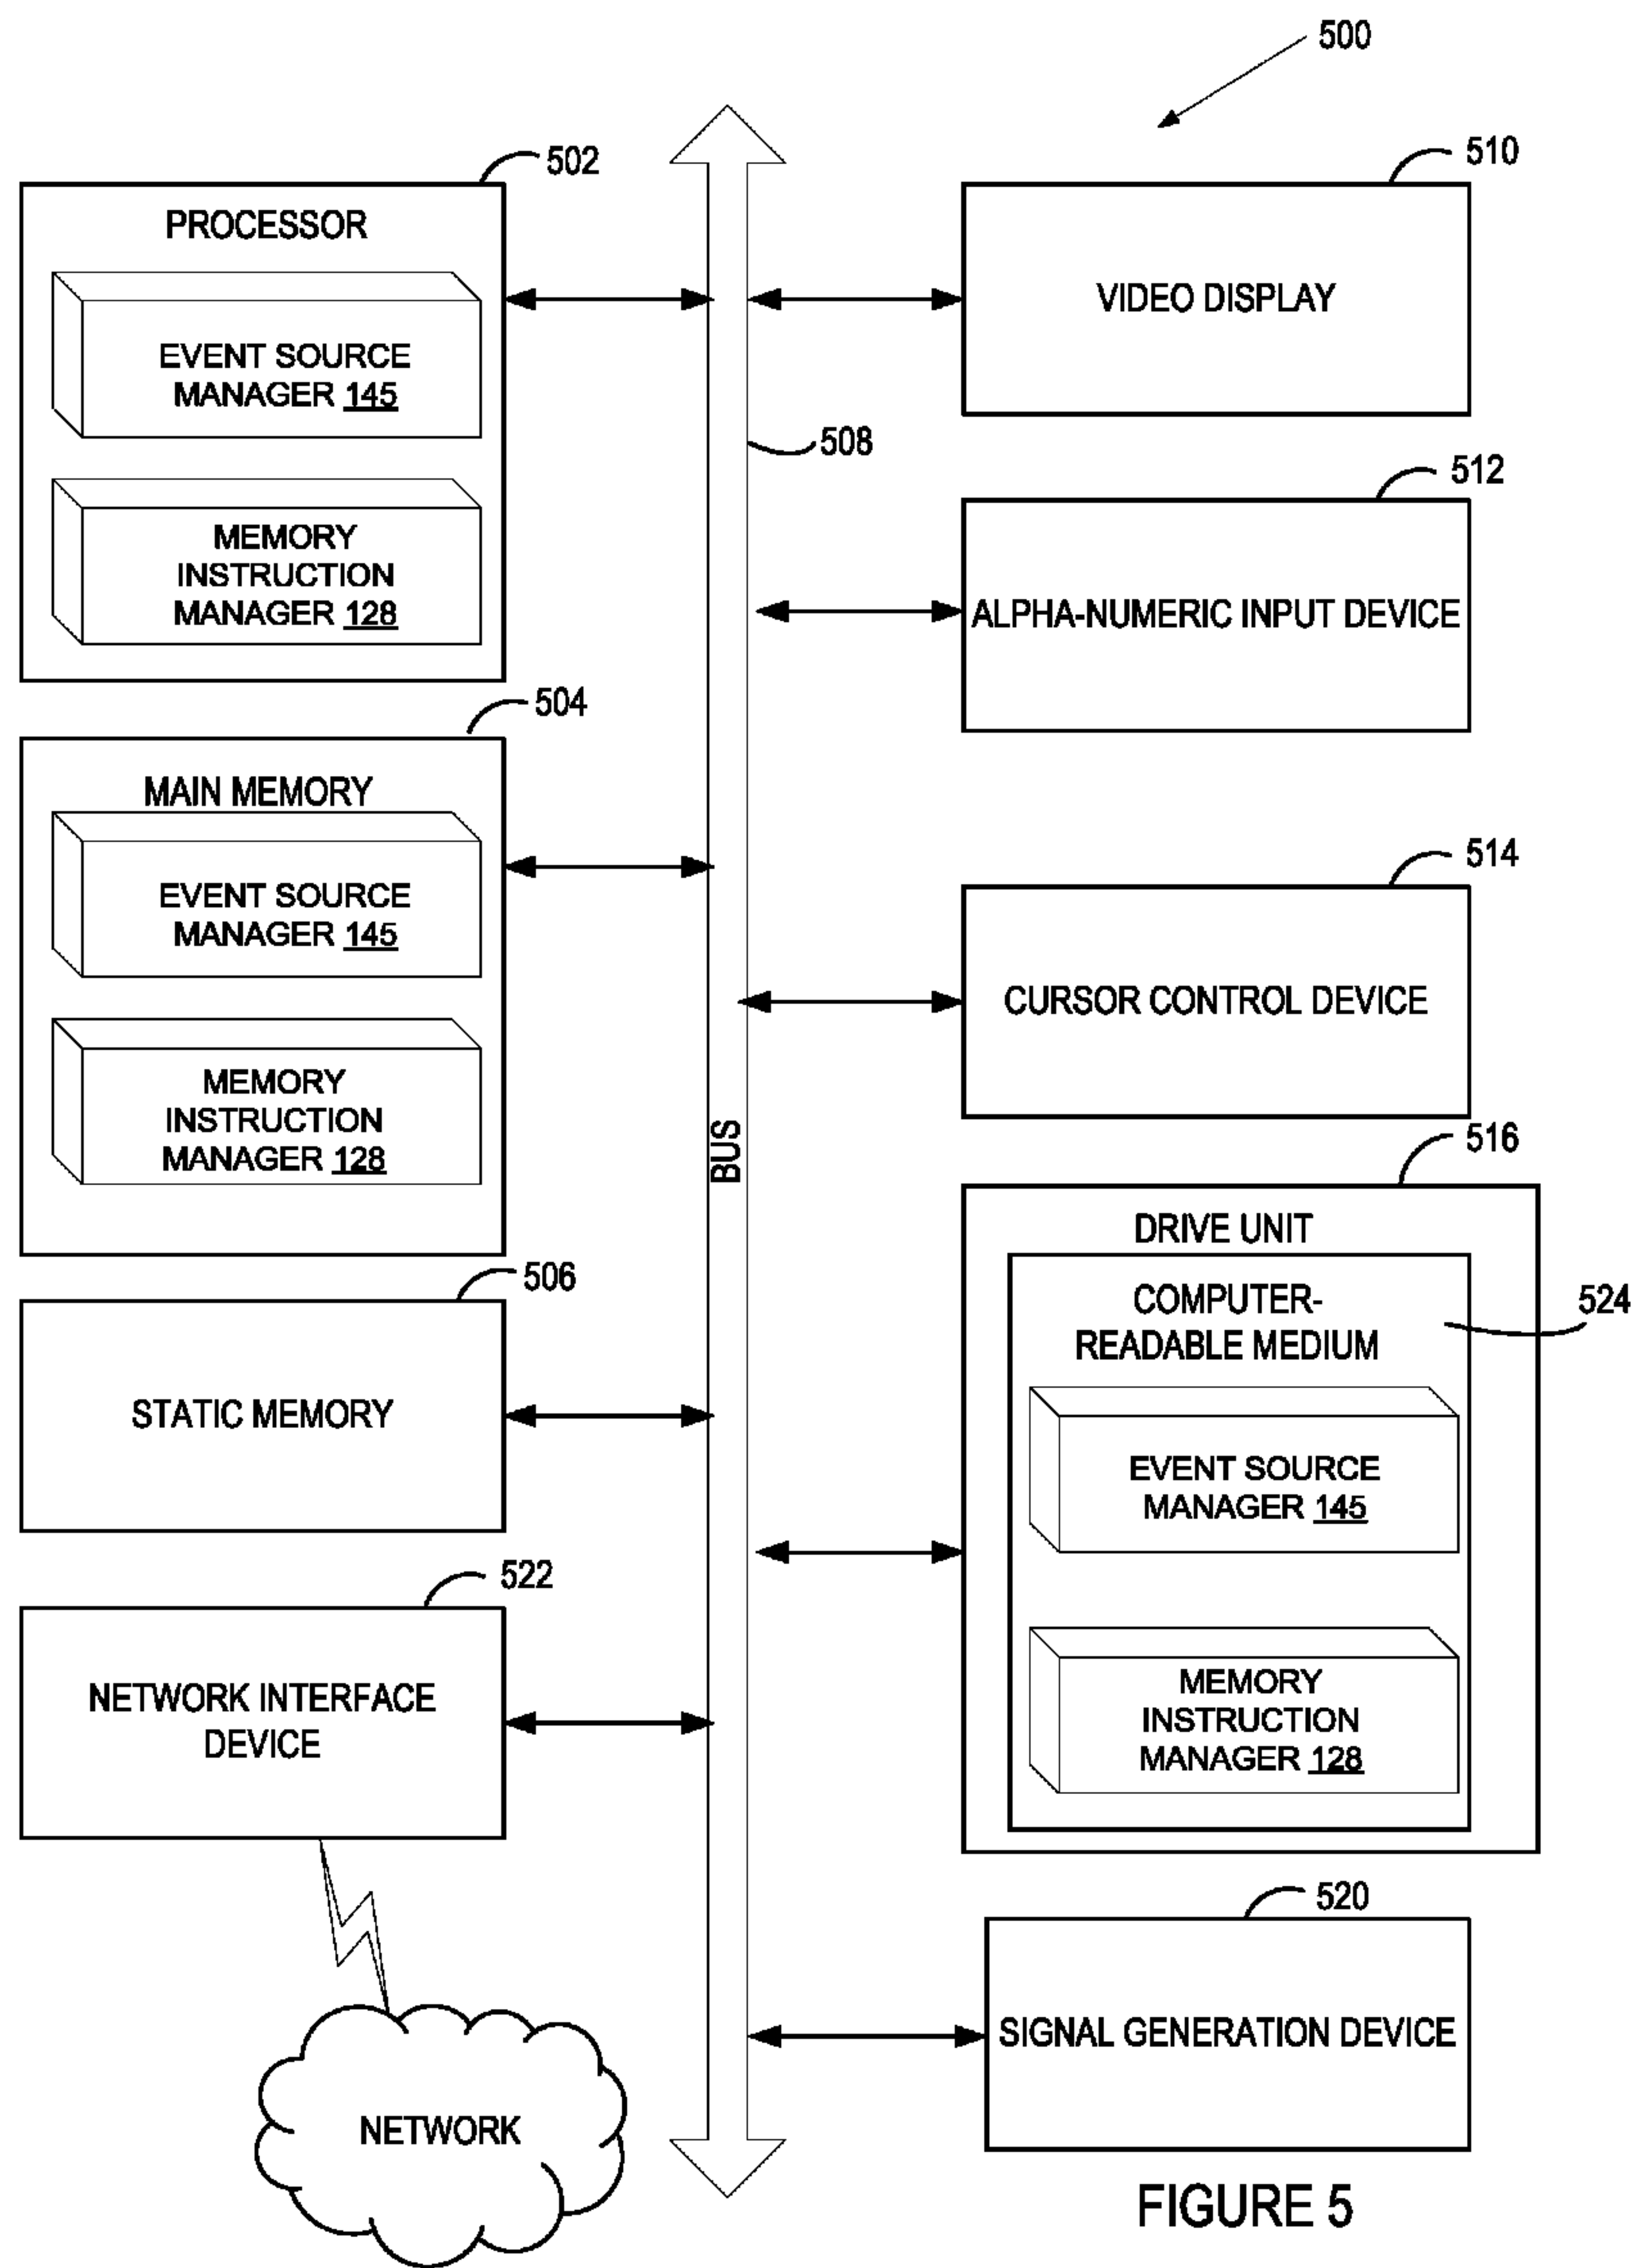 500
502
PROCESSOR
EVENT SOURCE
MANAGER 145
MEMORY
INSTRUCTION
MANAGER 128
504
MAIN MEMORY
EVENT SOURCE
MANAGER 145
MEMORY
INSTRUCTION
MANAGER 128
506
STATIC MEMORY
522
NETWORK INTERFACE
DEVICE
NETWORK
508
BUS
510
VIDEO DISPLAY
512
ALPHA-NUMERIC INPUT DEVICE
514
CURSOR CONTROL DEVICE
516
DRIVE UNIT
COMPUTER-
READABLE MEDIUM
524
EVENT SOURCE
MANAGER 145
MEMORY
INSTRUCTION
MANAGER 128
520
SIGNAL GENERATION DEVICE
FIGURE 5